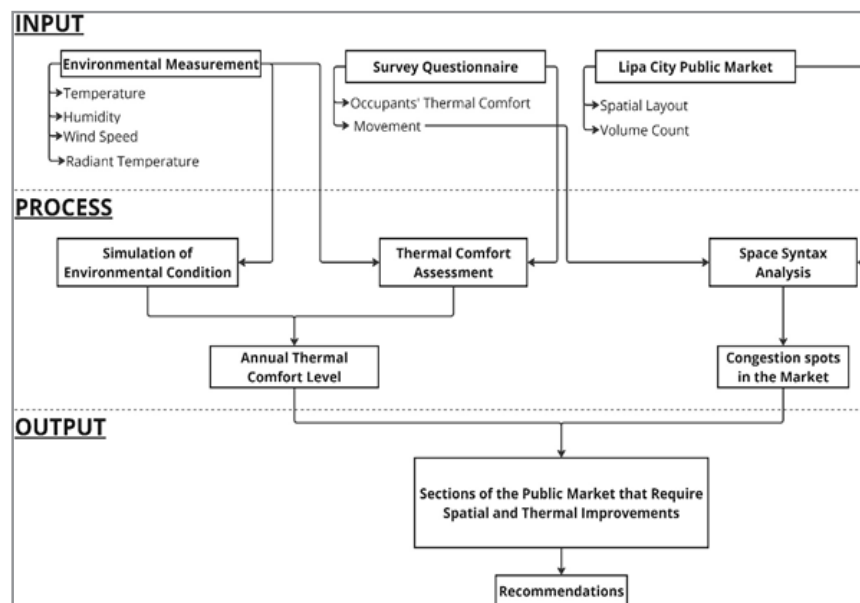 INPUT
Environmental Measurement
Temperature
Humidity
Wind Speed
Radiant Temperature
Survey Questionnaire
Occupants' Thermal Comfort
Movement
Lipa City Public Market
Spatial Layout
Volume Count
PROCESS
Simulation of
Environmental Condition
Thermal Comfort
Assessment
Space Syntax
Analysis
Annual Thermal
Comfort Level
Congestion spots
in the Market
OUTPUT
Sections of the Public Market that Require
Spatial and Thermal Improvements
Recommendations